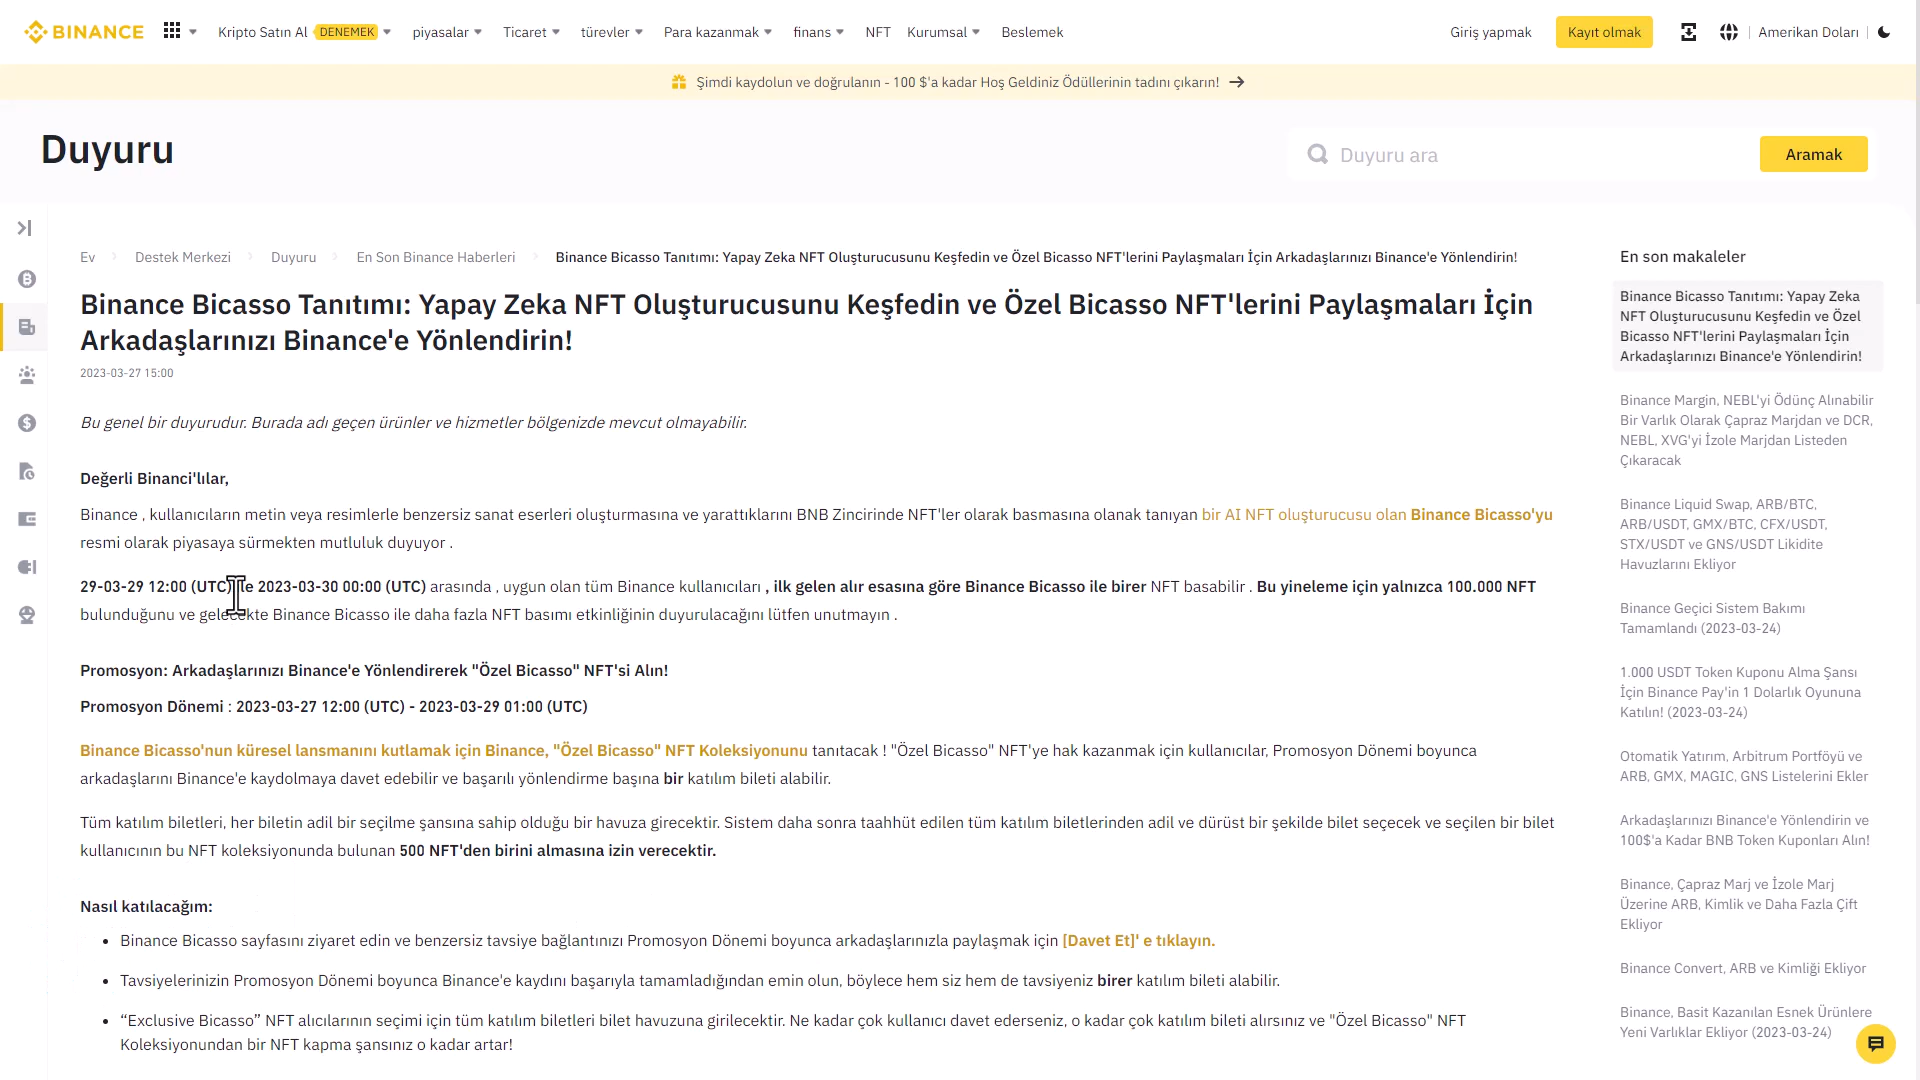 BINANCE
Kripto Satın Al DENEMEK piyasalar Ticaret türevler Para kazanmak finans NFT Kurumsal Beslemek Giriş yapmak Kayıt olmak Amerikan Doları
Şimdi kaydolun ve doğrulanın - 100 $'a kadar Hoş Geldiniz Ödüllerinin tadını çıkarın!
Duyuru
Duyuru ara
Aramak
Ev Destek Merkezi Duyuru En Son Binance Haberleri Binance Bicasso Tanıtımı: Yapay Zeka NFT Oluşturucusunu Keşfedin ve Özel Bicasso NFT'lerini Paylaşmaları İçin Arkadaşlarınızı Binance'e Yönlendirin!
Binance Bicasso Tanıtımı: Yapay Zeka NFT Oluşturucusunu Keşfedin ve Özel Bicasso NFT'lerini Paylaşmaları İçin
Arkadaşlarınızı Binance'e Yönlendirin!
2023-03-27 15:00
Bu genel bir duyurudur. Burada adı geçen ürünler ve hizmetler bölgenizde mevcut olmayabilir.
Değerli Binanci'lılar,
Binance , kullanıcıların metin veya resimlerle benzersiz sanat eserleri oluşturmasına ve yarattıklarını BNB Zincirinde NFT'ler olarak basmasına olanak tanıyan bir AI NFT oluşturucusu olan Binance Bicasso'yu
resmi olarak piyasaya sürmekten mutluluk duyuyor .
29-03-29 12:00 (UTC) 2023-03-30 00:00 (UTC) arasında , uygun olan tüm Binance kullanıcıları , ilk gelen alır esasına göre Binance Bicasso ile birer NFT basabilir . Bu yineleme için yalnızca 100.000 NFT
bulunduğunu ve gelecekte Binance Bicasso ile daha fazla NFT basımı etkinliğinin duyurulacağını lütfen unutmayın .
Promosyon: Arkadaşlarınızı Binance'e Yönlendirerek "Özel Bicasso" NFT'si Alın!
Promosyon Dönemi : 2023-03-27 12:00 (UTC) - 2023-03-29 01:00 (UTC)
Binance Bicasso'nun küresel lansmanını kutlamak için Binance, "Özel Bicasso" NFT Koleksiyonunu tanıtacak ! "Özel Bicasso" NFT'ye hak kazanmak için kullanıcılar, Promosyon Dönemi boyunca
arkadaşlarını Binance'e kaydolmaya davet edebilir ve başarılı yönlendirme başına bir katılım bileti alabilir.
Tüm katılım biletleri, her biletin adil bir seçilme şansına sahip olduğu bir havuza girecektir. Sistem daha sonra taahhüt edilen tüm katılım biletlerinden adil ve dürüst bir şekilde bilet seçecek ve seçilen bir bilet
kullanıcının bu NFT koleksiyonunda bulunan 500 NFT'den birini almasına izin verecektir.
Nasıl katılacağım:
• Binance Bicasso sayfasını ziyaret edin ve benzersiz tavsiye bağlantınızı Promosyon Dönemi boyunca arkadaşlarınızla paylaşmak için [Davet Et]' e tıklayın.
• Tavsiyelerinizin Promosyon Dönemi boyunca Binance'e kaydını başarıyla tamamladığından emin olun, böylece hem siz hem de tavsiyeniz birer katılım bileti alabilir.
• “Exclusive Bicasso” NFT alıcılarının seçimi için tüm katılım biletleri bilet havuzuna girilecektir. Ne kadar çok kullanıcı davet ederseniz, o kadar çok katılım bileti alırsınız ve "Özel Bicasso" NFT
Koleksiyonundan bir NFT kapma şansınız o kadar artar!
En son makaleler
Binance Bicasso Tanıtımı: Yapay Zeka
NFT Oluşturucusunu Keşfedin ve Özel
Bicasso NFT'lerini Paylaşmaları İçin
Arkadaşlarınızı Binance'e Yönlendirin!
Binance Margin, NEBL'yi Ödünç Alınabilir
Bir Varlık Olarak Çapraz Marjdan ve DCR,
NEBL, XVG'yi İzole Marjdan Listeden
Çıkaracak
Binance Liquid Swap, ARB/BTC,
ARB/USDT, GMX/BTC, CFX/USDT,
STX/USDT ve GNS/USDT Likidite
Havuzlarını Ekliyor
Binance Geçici Sistem Bakımı
Tamamlandı (2023-03-24)
1.000 USDT Token Kuponu Alma Şansı
İçin Binance Pay'in 1 Dolarlık Oyununa
Katılın! (2023-03-24)
Otomatik Yatırım, Arbitrum Portföyü ve
ARB, GMX, MAGIC, GNS Listelerini Ekler
Arkadaşlarınızı Binance'e Yönlendirin ve
100$'a Kadar BNB Token Kuponları Alın!
Binance, Çapraz Marj ve İzole Marj
Üzerine ARB, Kimlik ve Daha Fazla Çift
Ekliyor
Binance Convert, ARB ve Kimliği Ekliyor
Binance, Basit Kazanılan Esnek Ürünlere
Yeni Varlıklar Ekliyor (2023-03-24)